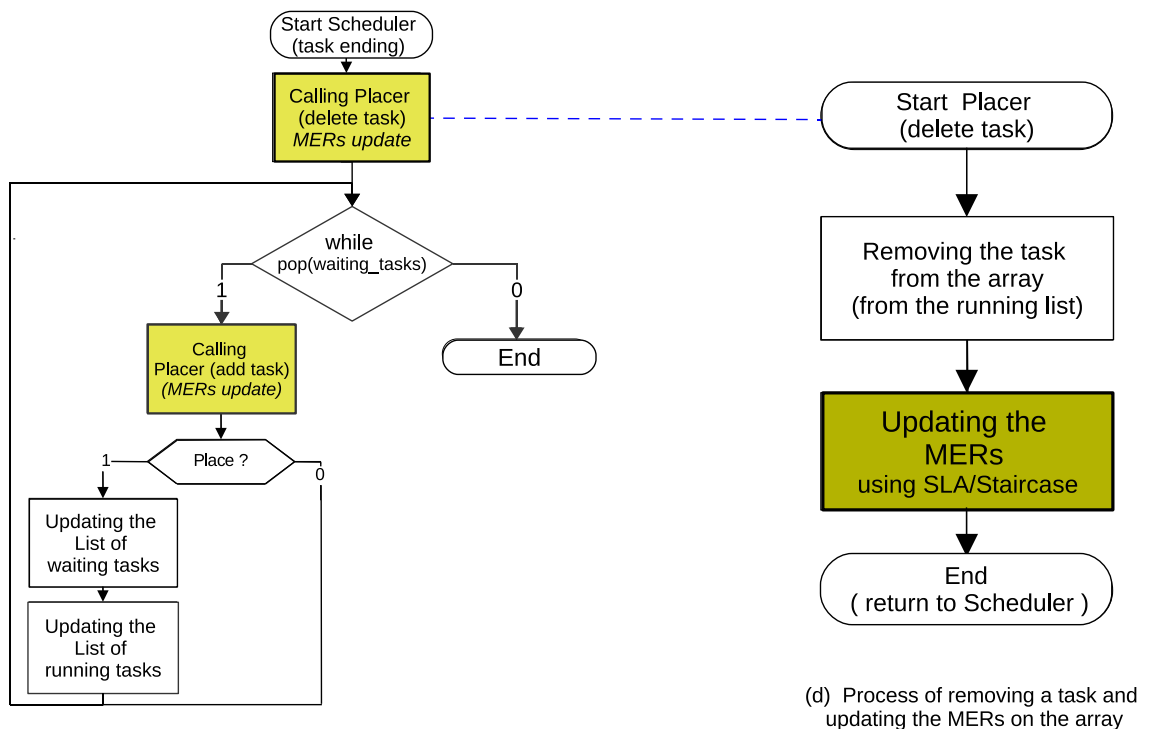 Start Scheduler
(task ending)
Calling Placer
(delete task)
MERs update
while
pop(waiting_tasks)
1
0
Calling
Placer (add task)
(MERs update)
End
Place ?
1
0
Updating the
List of
waiting tasks
Updating the
List of
running tasks
Start Placer
(delete task)
Removing the task
from the array
(from the running list)
Updating the
MERs
using SLA/Staircase
End
( return to Scheduler )
(d) Process of removing a task and
updating the MERs on the array